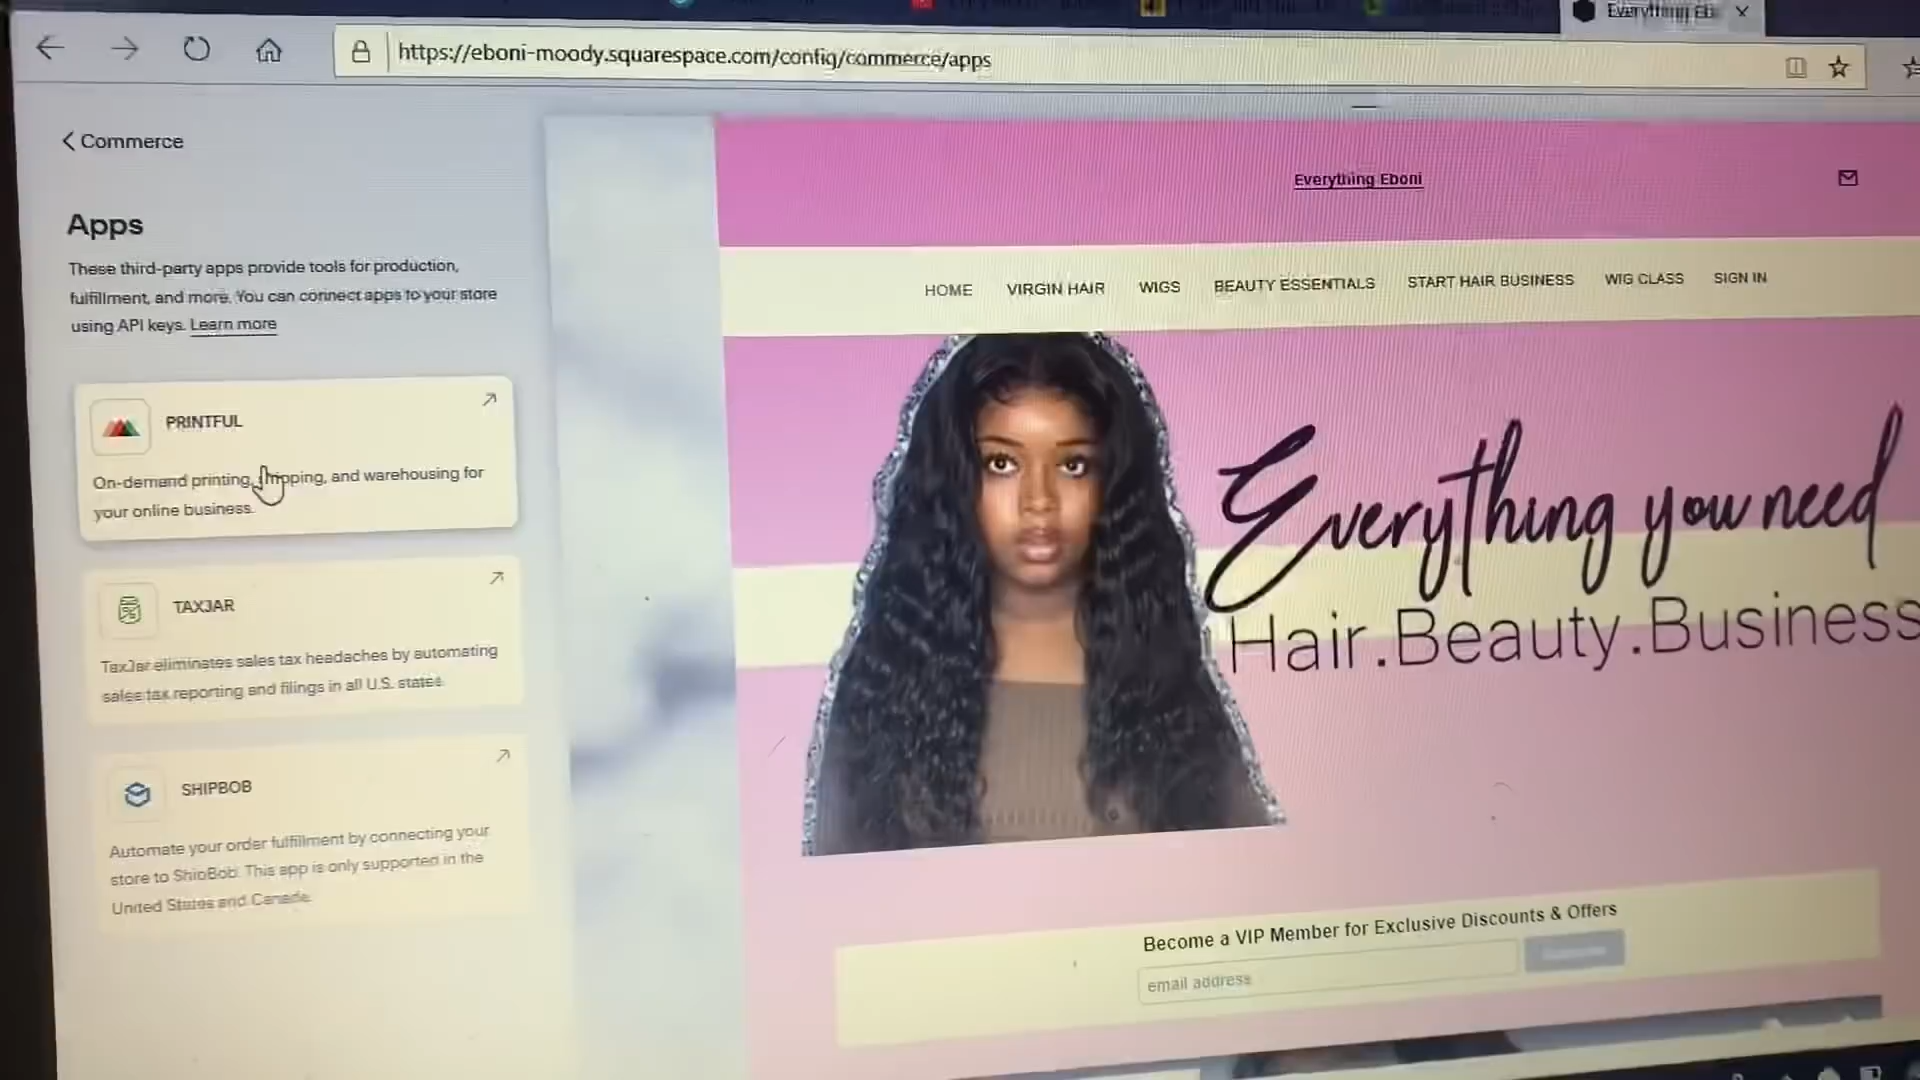 Everything Eb
https://eboni-moody.squarespace.com/config/commerce/apps
Commerce
Apps
These third-party apps provide tools for production,
fulfillment, and more. You can connect apps to your store
using API keys. Learn more
PRINTFUL
On-demand printing, shipping, and warehousing for
your online business.
TAXJAR
TaxJar eliminates sales tax headaches by automating
sales tax reporting and filings in all U.S. states.
SHIPBOB
Automate your order fulfillment by connecting your
store to ShipBob. This app is only supported in the
United States and Canada.
Everything Eboni
HOME VIRGIN HAIR WIGS BEAUTY ESSENTIALS START HAIR BUSINESS WIG CLASS SIGN IN
Everything you need
Hair.Beauty.Business
Become a VIP Member for Exclusive Discounts & Offers
email address